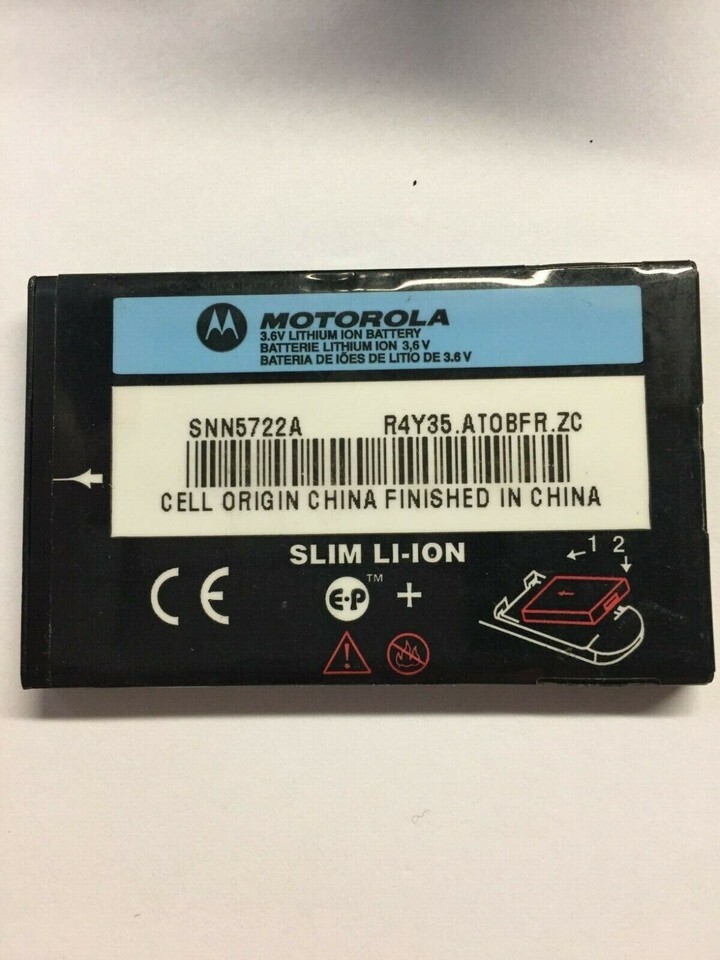 MOTOROLA
3.6V LITHIUM ION BATTERY
BATTERIE LITHIUM ION 3,6 V
BATERIA DE IÕES DE LITIO DE 3.6 V
SNN5722A R4Y35.ATOBFR.ZC
CELL ORIGIN CHINA FINISHED IN CHINA
SLIM LI-ION
CE E·P™ +
1 2